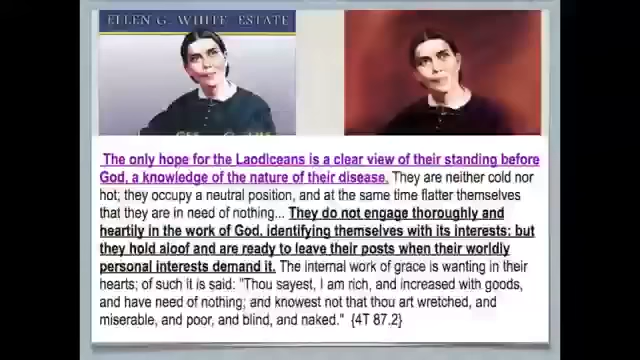 ELLEN G. WHITE ESTATE
The only hope for the Laodiceans is a clear view of their standing before
God, a knowledge of the nature of their disease. They are neither cold nor
hot; they occupy a neutral position, and at the same time flatter themselves
that they are in need of nothing... They do not engage thoroughly and
heartily in the work of God, identifying themselves with its interests; but
they hold aloof and are ready to leave their posts when their worldly
personal interests demand it. The internal work of grace is wanting in their
hearts; of such it is said: "Thou sayest, I am rich, and increased with goods,
and have need of nothing; and knowest not that thou art wretched, and
miserable, and poor, and blind, and naked." {4T 87.2}